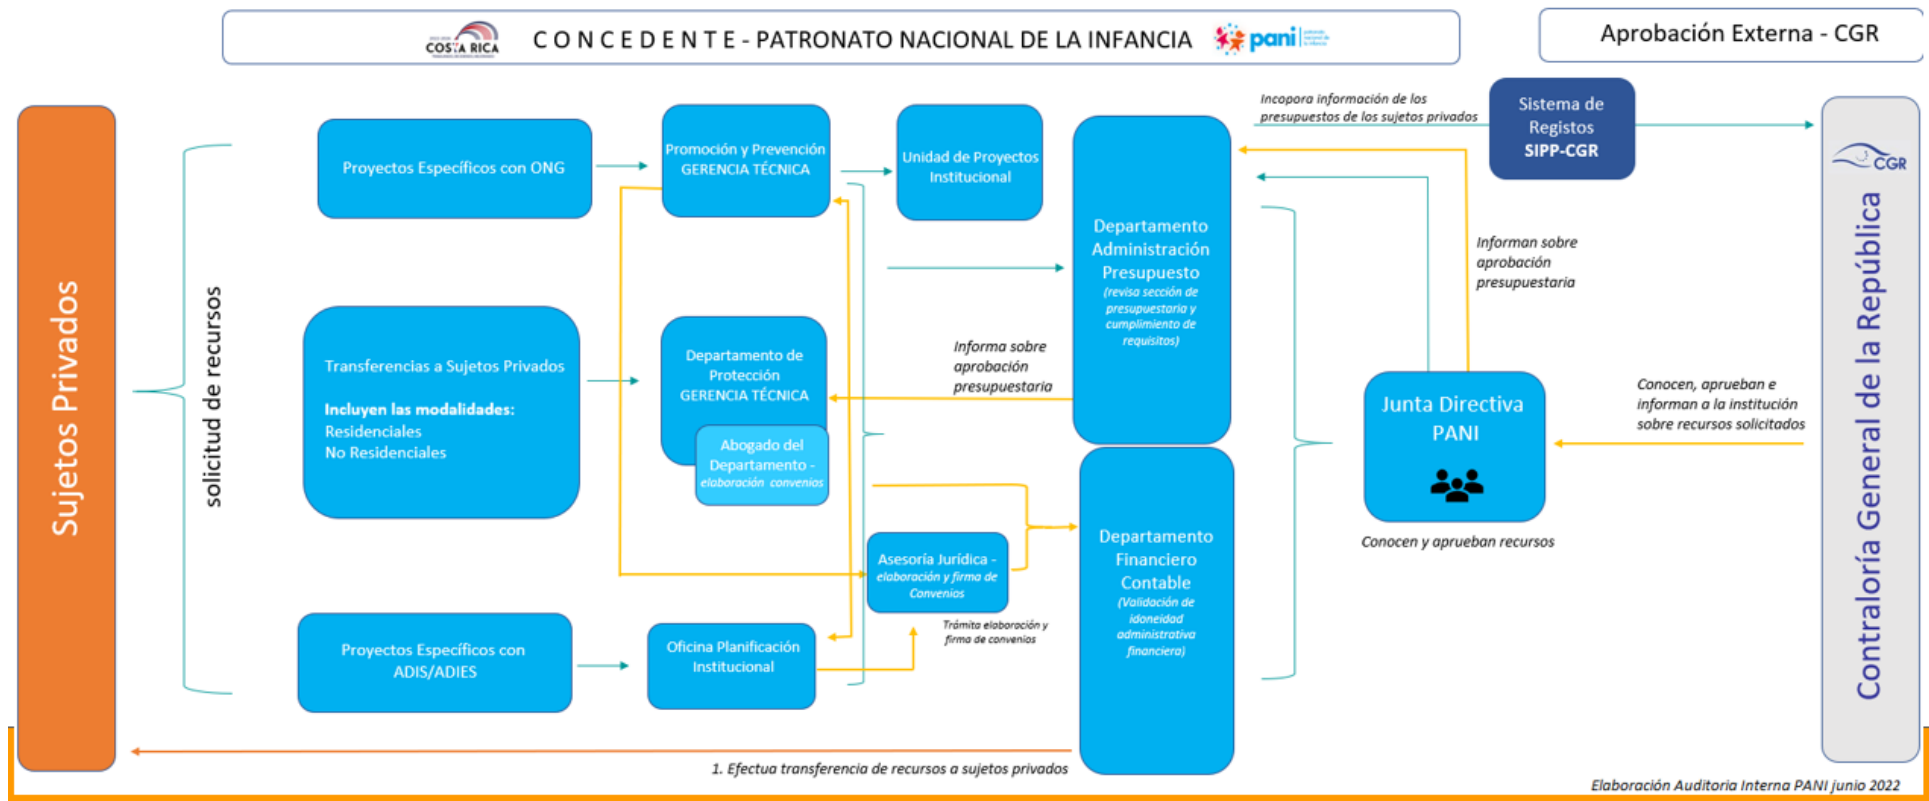 COSTA RICA
CONCEDENTE - PATRONATO NACIONAL DE LA INFANCIA
pani
Aprobación Externa - CGR
Sujetos Privados
solicitud de recursos
Proyectos Específicos con ONG
Promoción y Prevención
GERENCIA TÉCNICA
Unidad de Proyectos
Institucional
Transferencias a Sujetos Privados
Incluyen las modalidades:
Residenciales
No Residenciales
Departamento de
Protección
GERENCIA TÉCNICA
Abogado del
Departamento -
elaboración convenios
Proyectos Específicos con
ADIS/ADIES
Oficina Planificación
Institucional
Asesoría Jurídica -
elaboración y firma de
Convenios
Trámita elaboración y
firma de convenios
Informa sobre
aprobación
presupuestaria
Departamento
Administración
Presupuesto
(revisa sección de
presupuestaria y
cumplimiento de
requisitos)
Departamento
Financiero
Contable
(Validación de
idoneidad
administrativa
financiera)
Incopora información de los
presupuestos de los sujetos privados
Sistema de
Registos
SIPP-CGR
Informan sobre
aprobación
presupuestaria
Junta Directiva
PANI
Conocen y aprueban recursos
Conocen, aprueban e
informan a la institución
sobre recursos solicitados
CGR
Contraloría General de la República
1. Efectua transferencia de recursos a sujetos privados
Elaboración Auditoria Interna PANI junio 2022